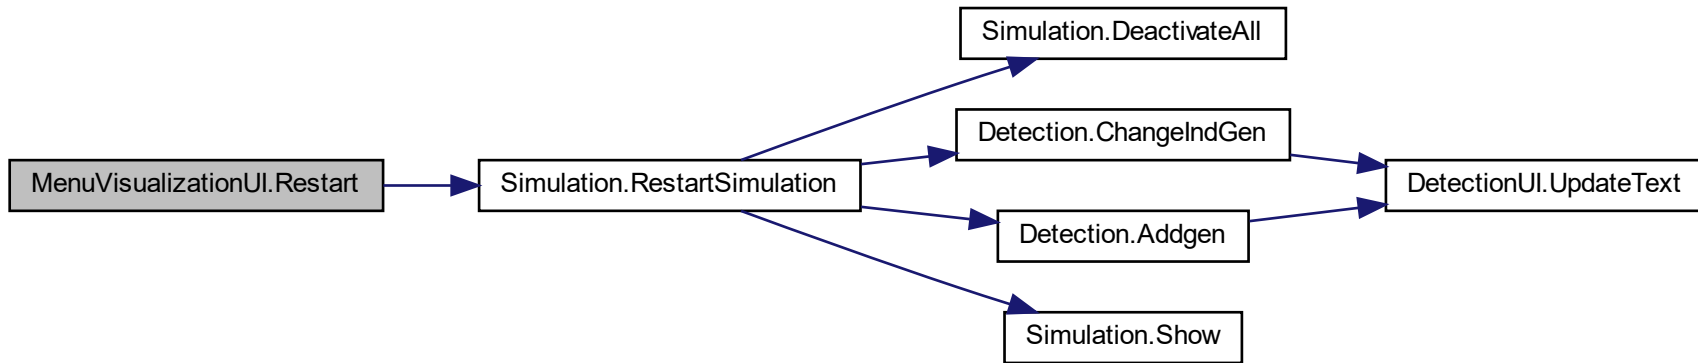 Simulation.DeactivateAll
Detection.ChangeIndGen
MenuVisualizationUI.Restart
Simulation.RestartSimulation
DetectionUI.UpdateText
Detection.Addgen
Simulation.Show